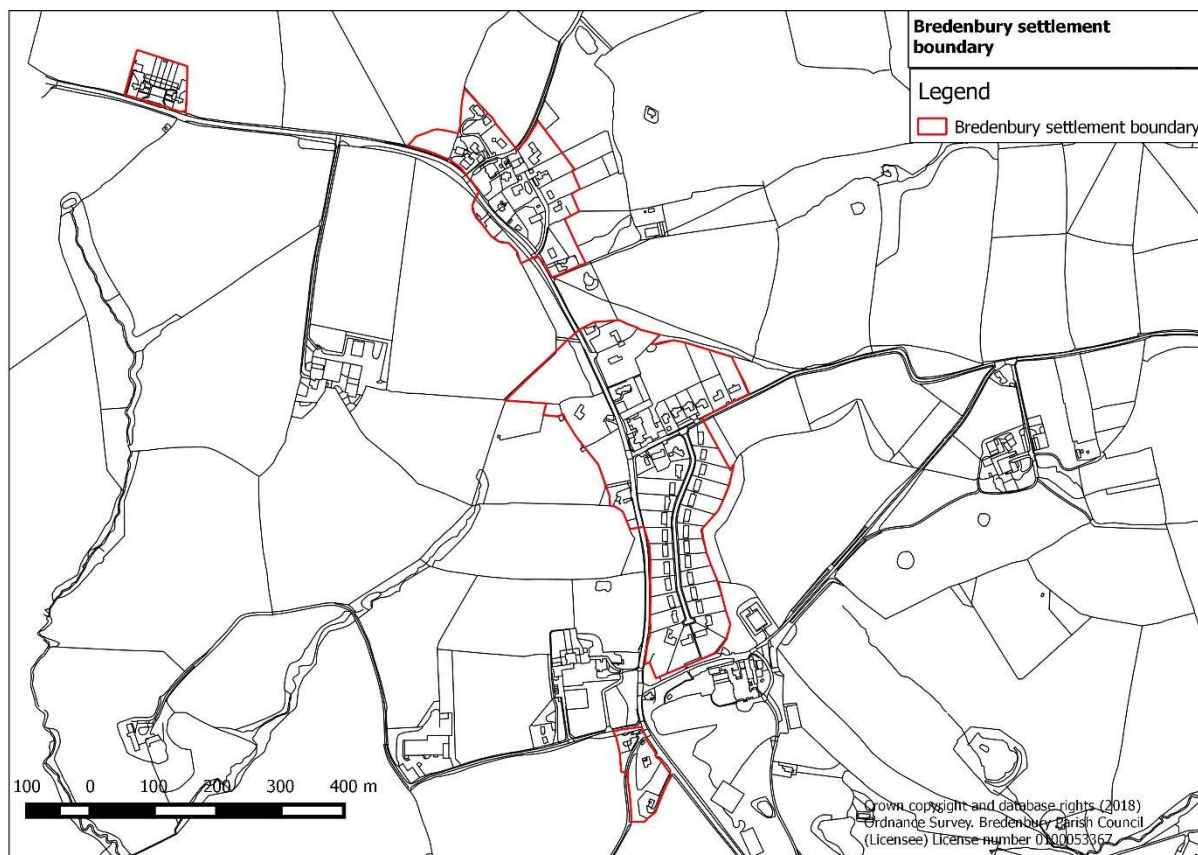 Bredenbury settlement
boundary
Legend
Bredenbury settlement boundary
100 0 100 200 300 400 m
Crown copyright and database rights (2018)
Ordnance Survey. Bredenbury Parish Council
(Licensee) License number 0100053367